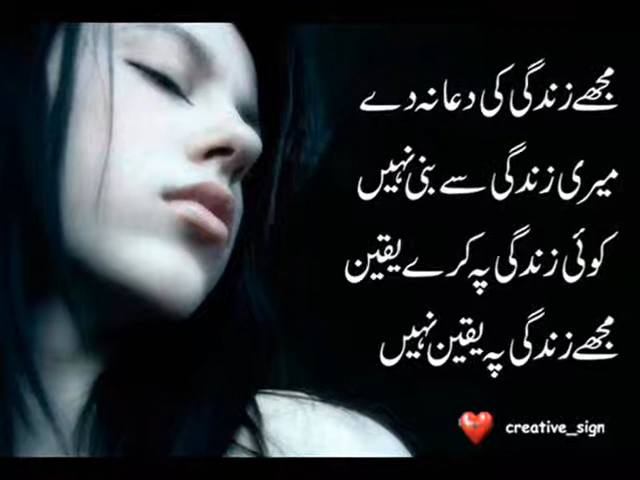 مجھے زندگی کی دعا نہ دے
میری زندگی سے بنی نہیں
کوئی زندگی پہ کرے یقین
مجھے زندگی پہ یقین نہیں
creative_sign